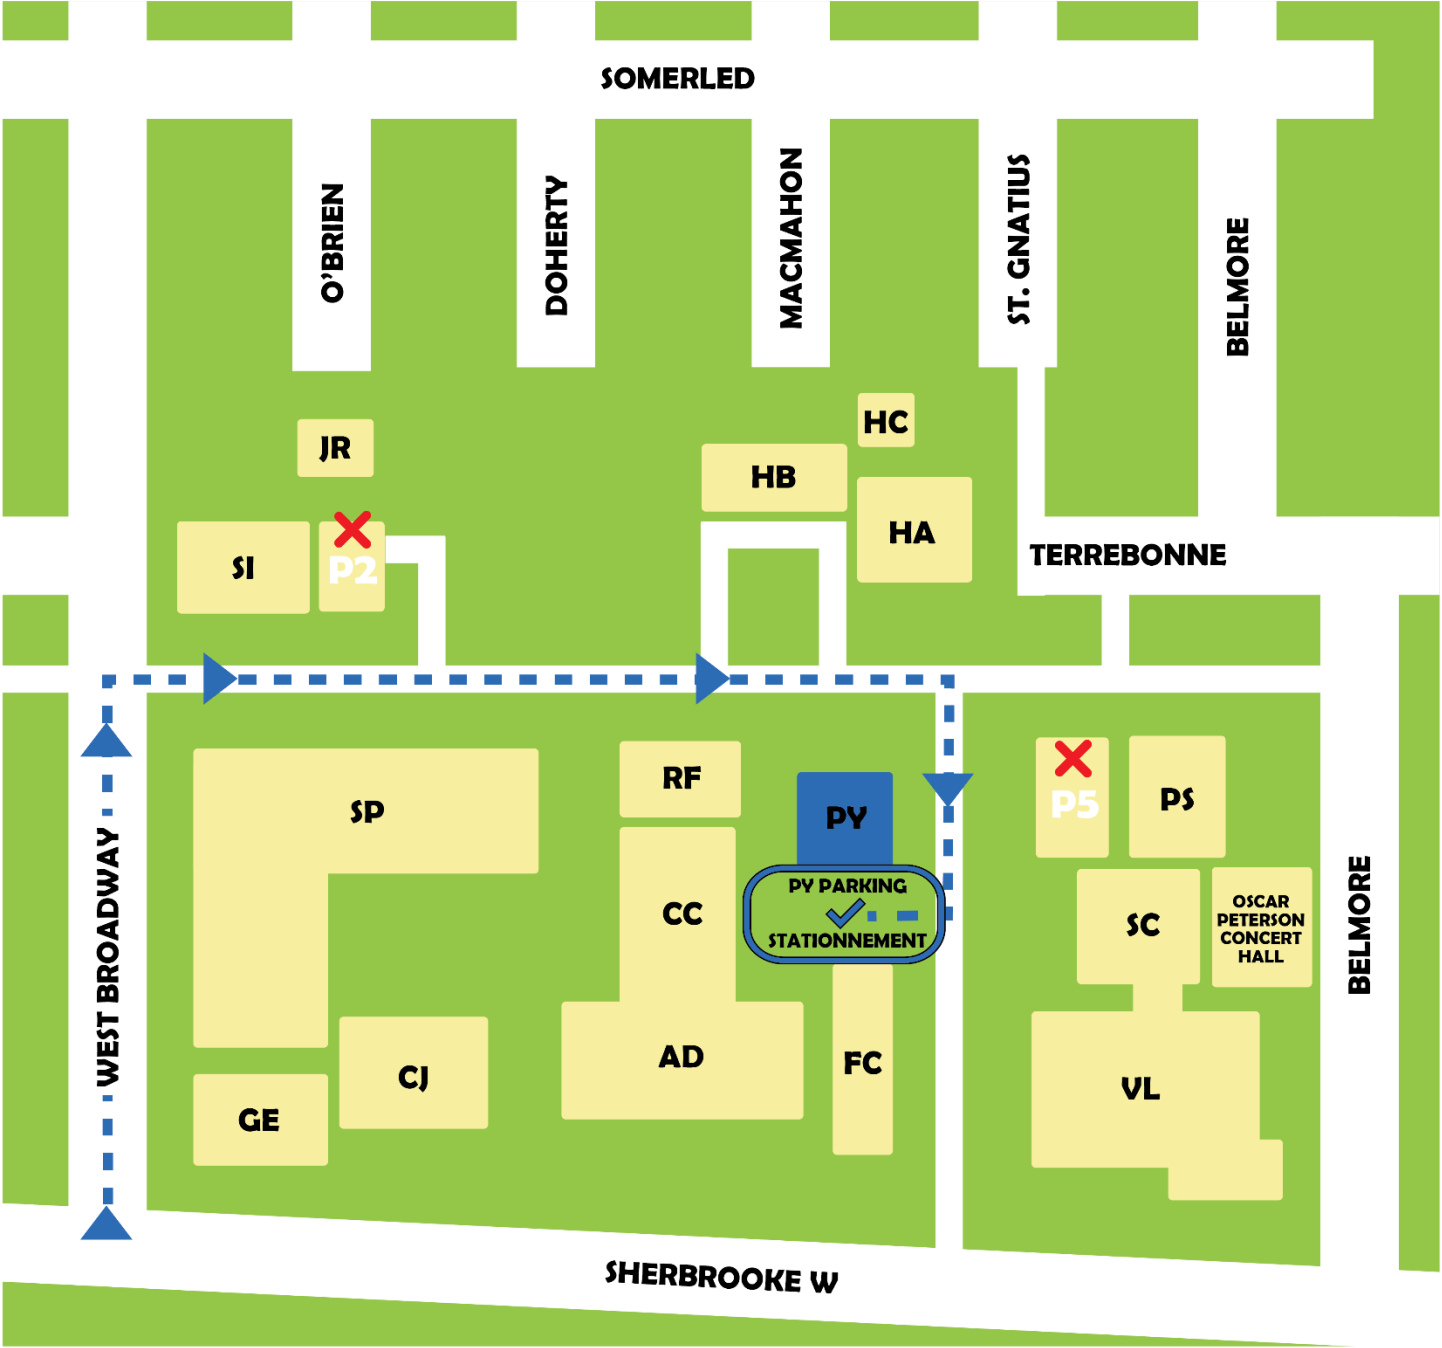 SOMERLED
O'BRIEN
DOHERTY
MACMAHON
ST. GNATIUS
BELMORE
HC
JR
HB
HA
TERREBONNE
SI
P2
RF
SP
PY
P5
PS
PY PARKING
STATIONNEMENT
CC
SC
OSCAR
PETERSON
CONCERT
HALL
WEST BROADWAY
BELMORE
AD
FC
CJ
VL
GE
SHERBROOKE W